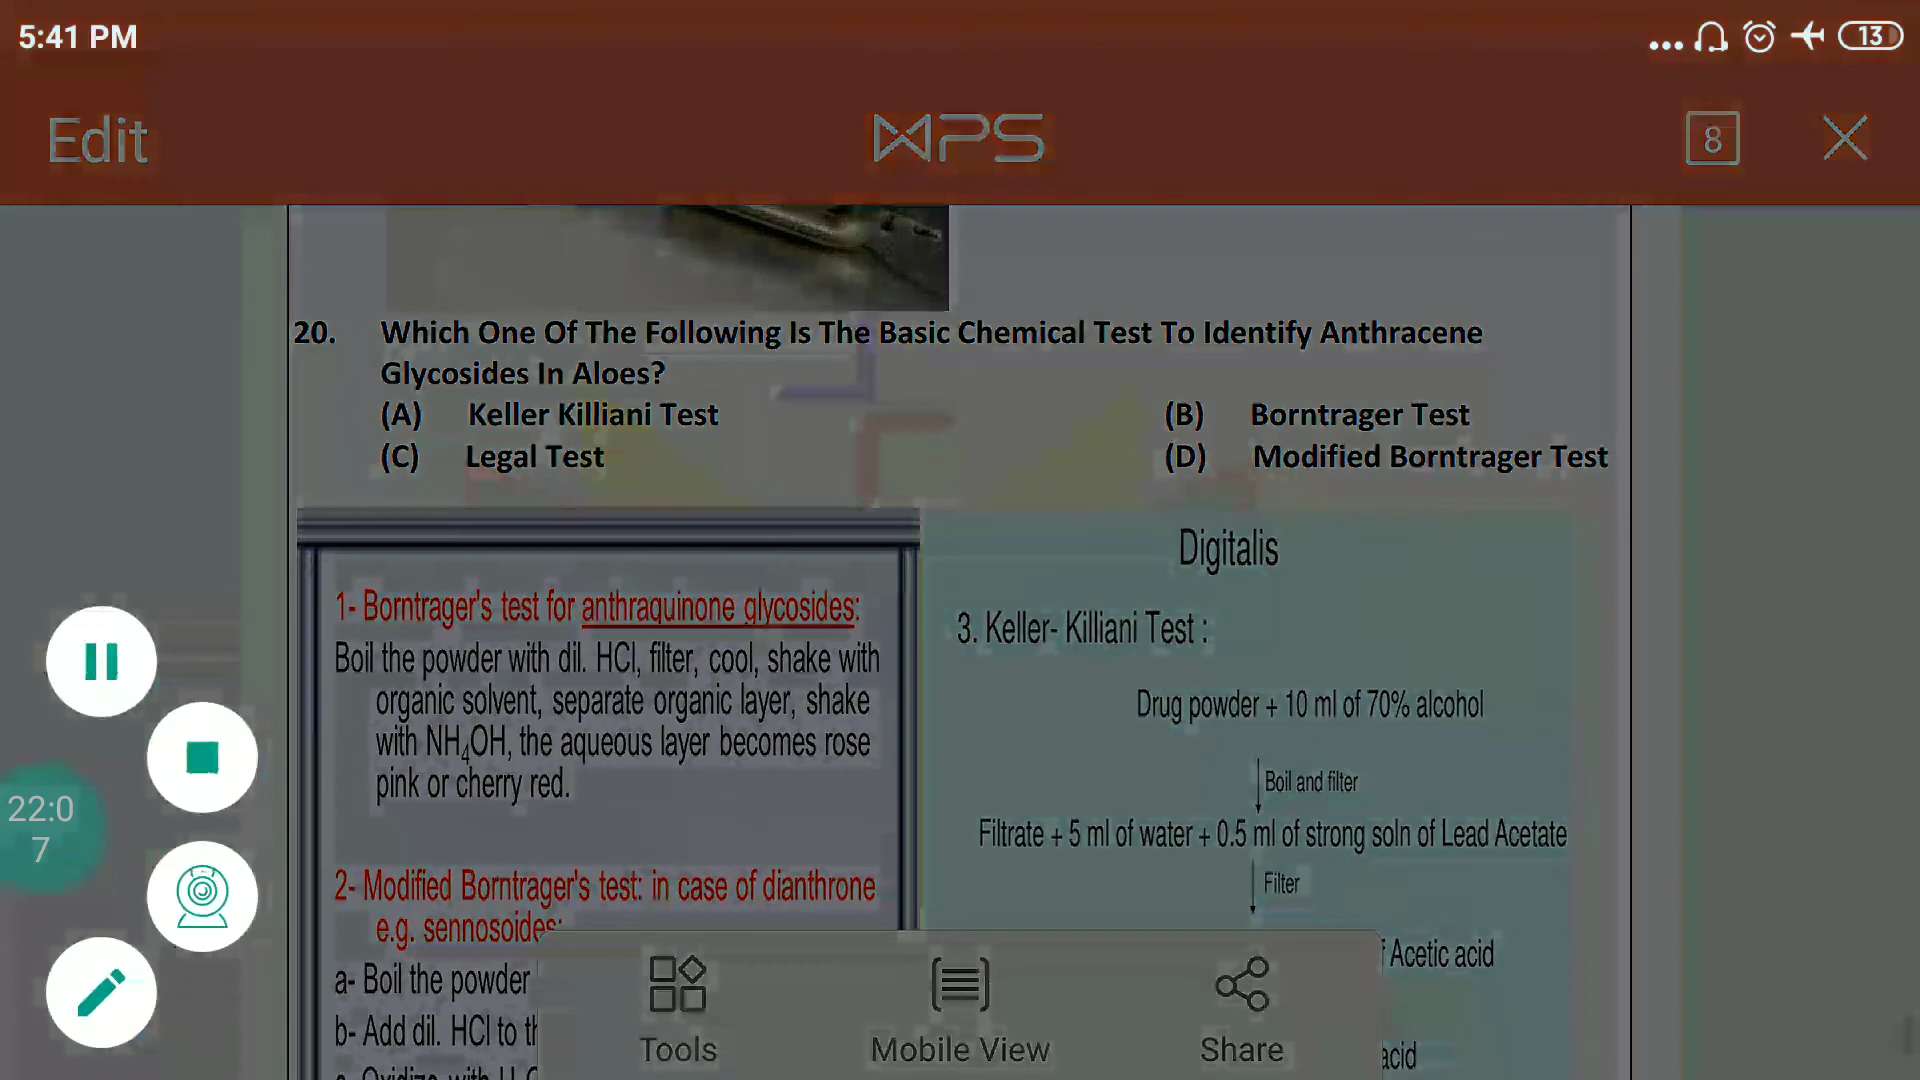 5:41 PM
13
Edit
WPS
8
20. Which One Of The Following Is The Basic Chemical Test To Identify Anthracene
Glycosides In Aloes?
(A) Keller Killiani Test
(B) Borntrager Test
(C) Legal Test
(D) Modified Borntrager Test
1- Borntrager's test for anthraquinone glycosides:
Boil the powder with dil. HCl, filter, cool, shake with
organic solvent, separate organic layer, shake
with NH₄OH, the aqueous layer becomes rose
pink or cherry red.
2- Modified Borntrager's test: in case of dianthrone
e.g. sennosides:
a- Boil the powder
b- Add dil. HCl to
Digitalis
3. Keller- Killiani Test :
Drug powder + 10 ml of 70% alcohol
Boil and filter
Filtrate + 5 ml of water + 0.5 ml of strong soln of Lead Acetate
Filter
Acetic acid
acid
22:0
7
Tools
Mobile View
Share